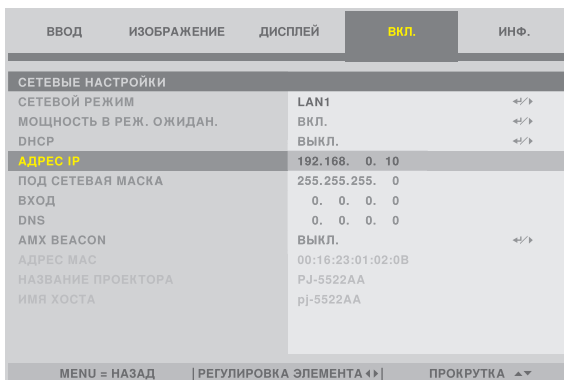 ВВОД ИЗОБРАЖЕНИЕ ДИСПЛЕЙ ВКЛ. ИНФ.
СЕТЕВЫЕ НАСТРОЙКИ
СЕТЕВОЙ РЕЖИМ LAN1
МОЩНОСТЬ В РЕЖ. ОЖИДАН. ВКЛ.
DHCP ВЫКЛ.
АДРЕС IP 192.168. 0. 10
ПОД СЕТЕВАЯ МАСКА 255.255.255. 0
ВХОД 0. 0. 0. 0
DNS 0. 0. 0. 0
AMX BEACON ВЫКЛ.
АДРЕС MAC 00:16:23:01:02:0B
НАЗВАНИЕ ПРОЕКТОРА PJ-5522AA
ИМЯ ХОСТА pj-5522AA
MENU = НАЗАД |РЕГУЛИРОВКА ЭЛЕМЕНТА◂▸| ПРОКРУТКА ▴▾